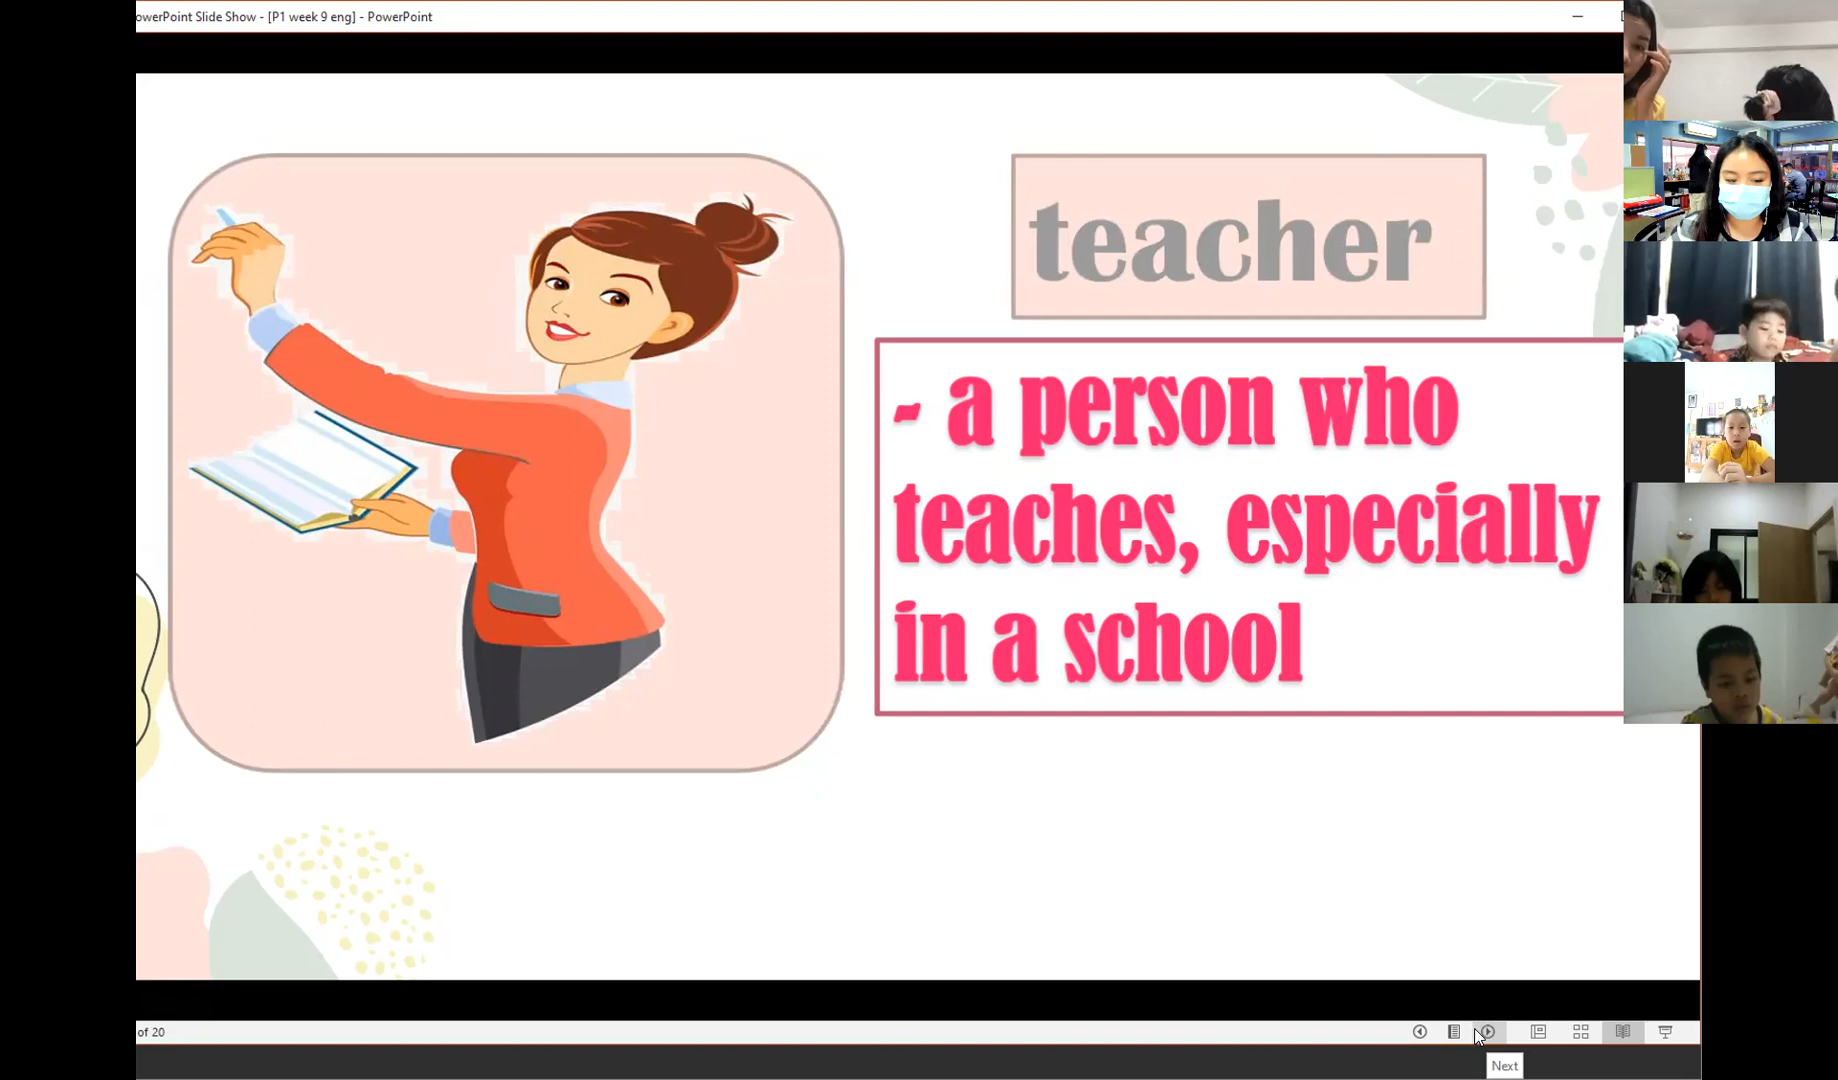 owerPoint Slide Show - [P1 week 9 eng] - PowerPoint
teacher
- a person who
teaches, especially
in a school
of 20
Next